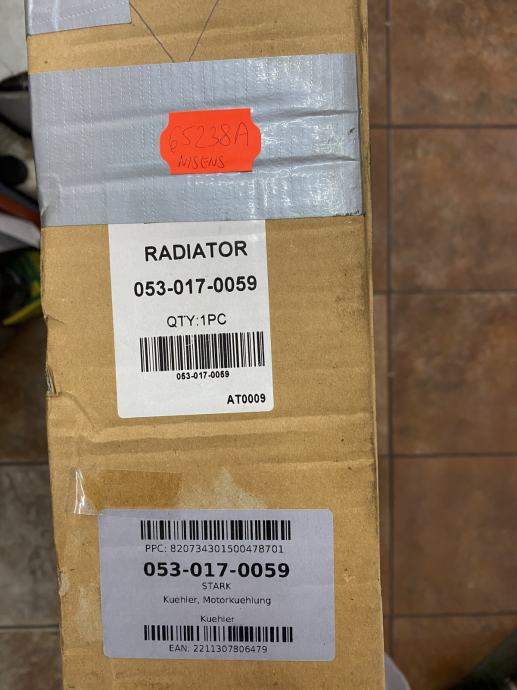 65238A
NISENS
RADIATOR
053-017-0059
QTY:1PC
053-017-0059
AT0009
PPC: 820734301500478701
053-017-0059
STARK
Kuehler, Motorkuehlung
Kuehler
EAN: 2211307806479